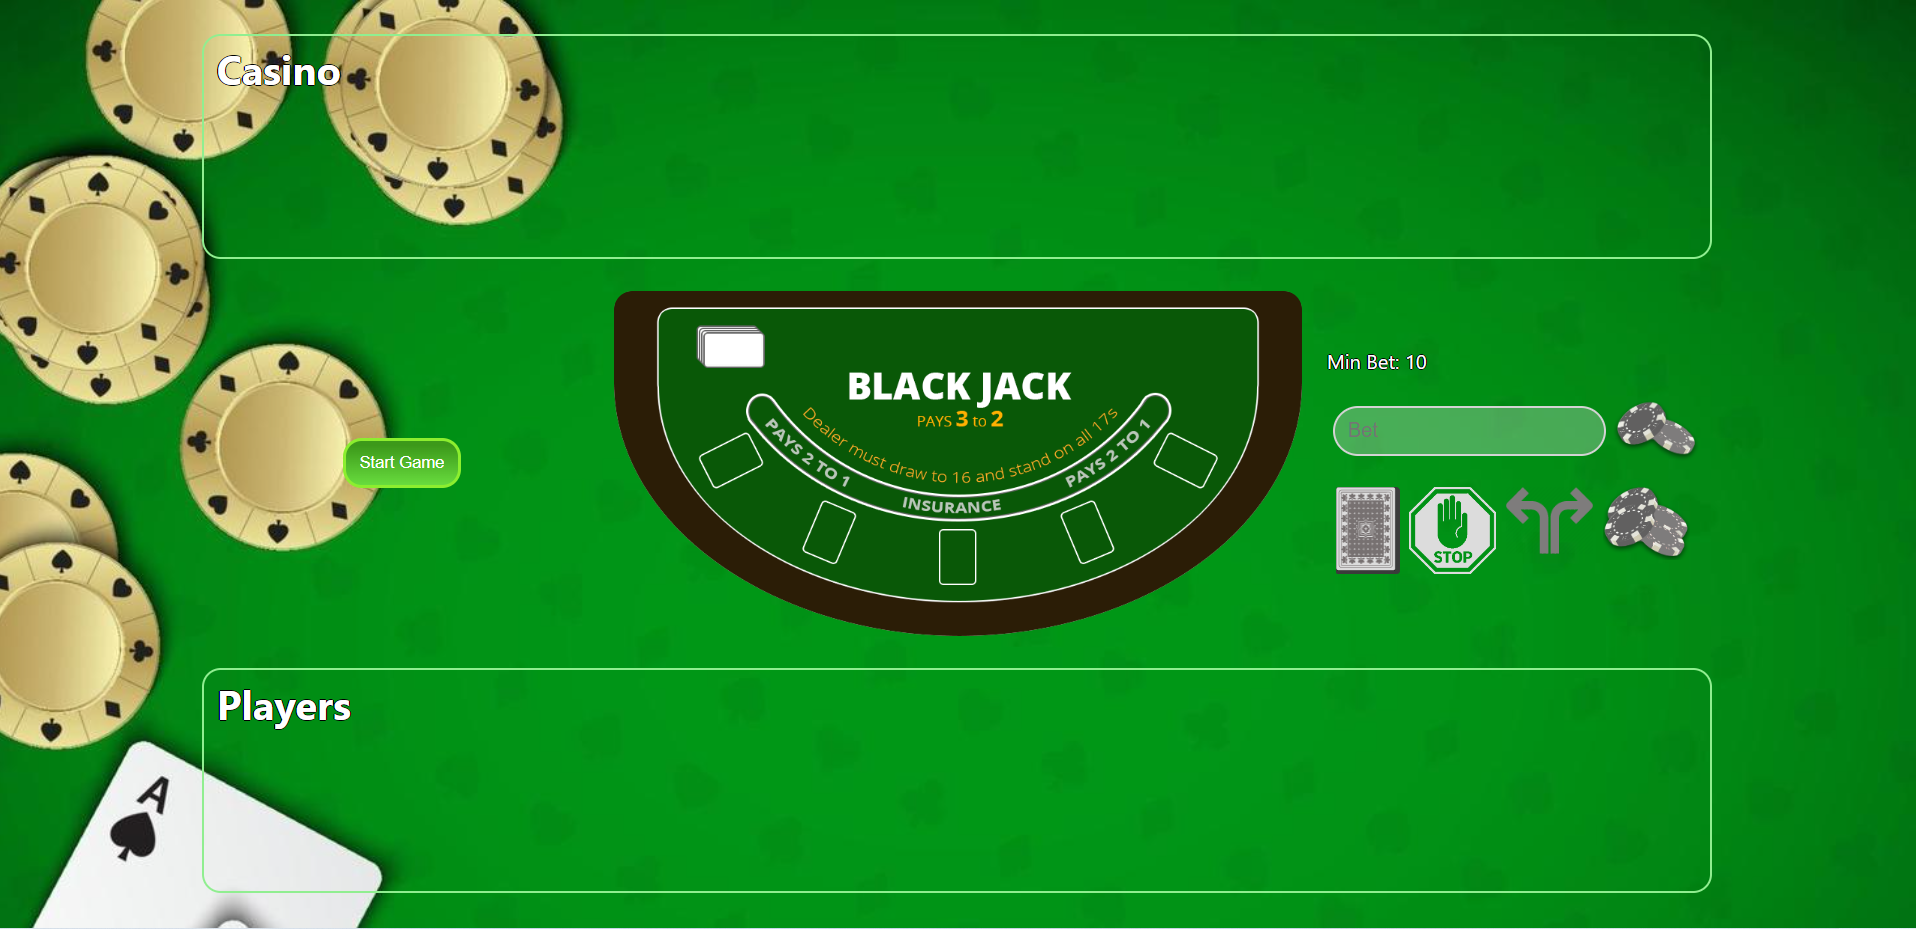 Casino
BLACK JACK
PAYS 3 to 2
Dealer must draw to 16 and stand on all 17s
PAYS 2 TO 1
INSURANCE
PAYS 2 TO 1
Min Bet: 10
Bet
Start Game
STOP
Players
A